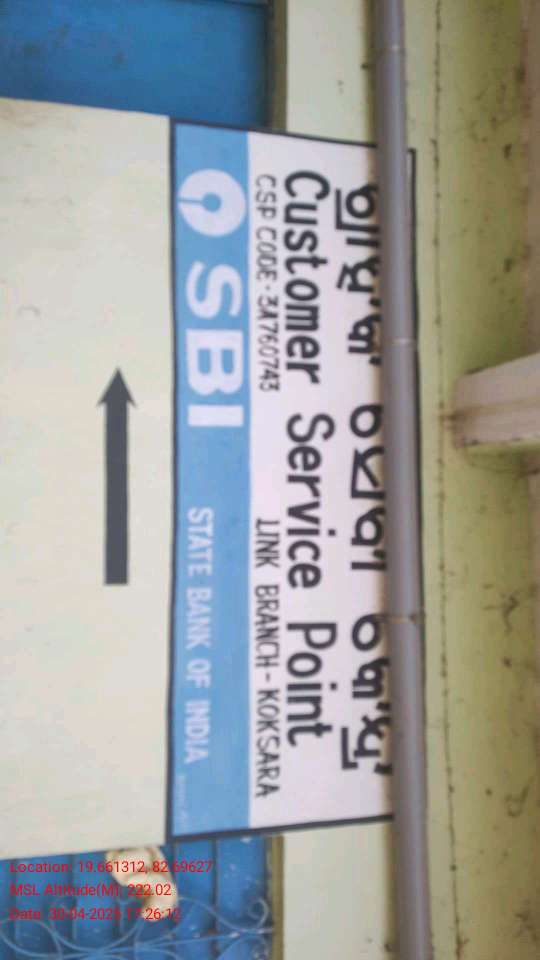 Customer Service Point
CSP CODE - 3A760743 LINK BRANCH - KOKSARA
SBI STATE BANK OF INDIA
Location: 19.661312, 82.69627
MSL Altitude(M): 222.02
Date: 30-04-2025 17:26:12